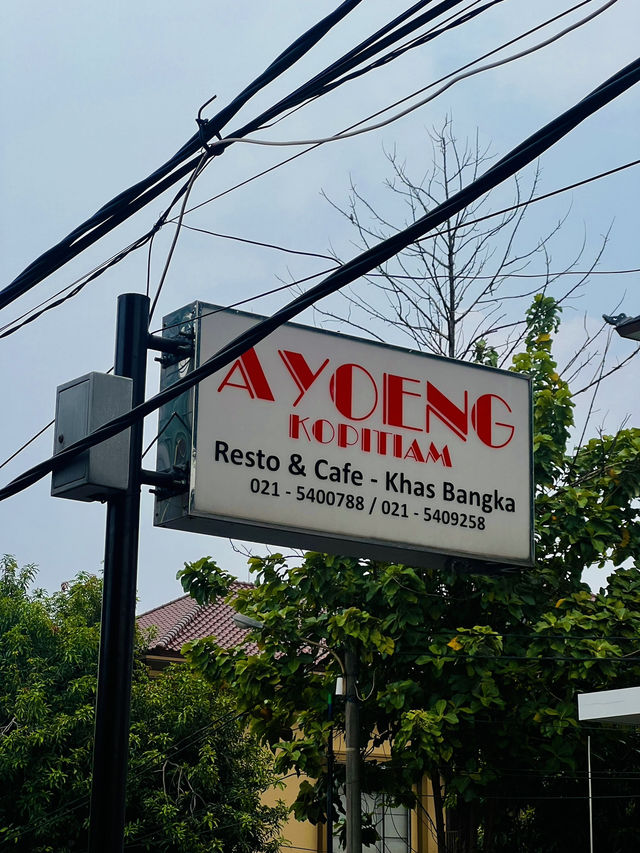 AYOENG
KOPITIAM
Resto & Cafe - Khas Bangka
021 - 5400788 / 021 - 5409258